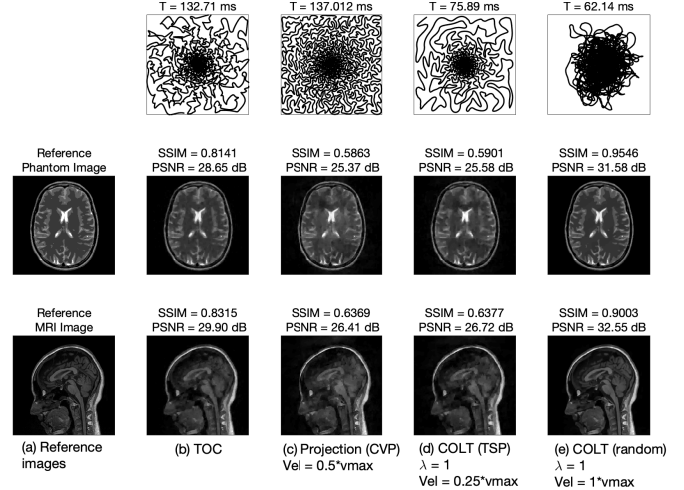 T = 132.71 ms
T = 137.012 ms
T = 75.89 ms
T = 62.14 ms
Reference
Phantom Image
SSIM = 0.8141
PSNR = 28.65 dB
SSIM = 0.5863
PSNR = 25.37 dB
SSIM = 0.5901
PSNR = 25.58 dB
SSIM = 0.9546
PSNR = 31.58 dB
Reference
MRI Image
SSIM = 0.8315
PSNR = 29.90 dB
SSIM = 0.6369
PSNR = 26.41 dB
SSIM = 0.6377
PSNR = 26.72 dB
SSIM = 0.9003
PSNR = 32.55 dB
(a) Reference
images
(b) TOC
(c) Projection (CVP)
Vel = 0.5*vmax
(d) COLT (TSP)
λ = 1
Vel = 0.25*vmax
(e) COLT (random)
λ = 1
Vel = 1*vmax